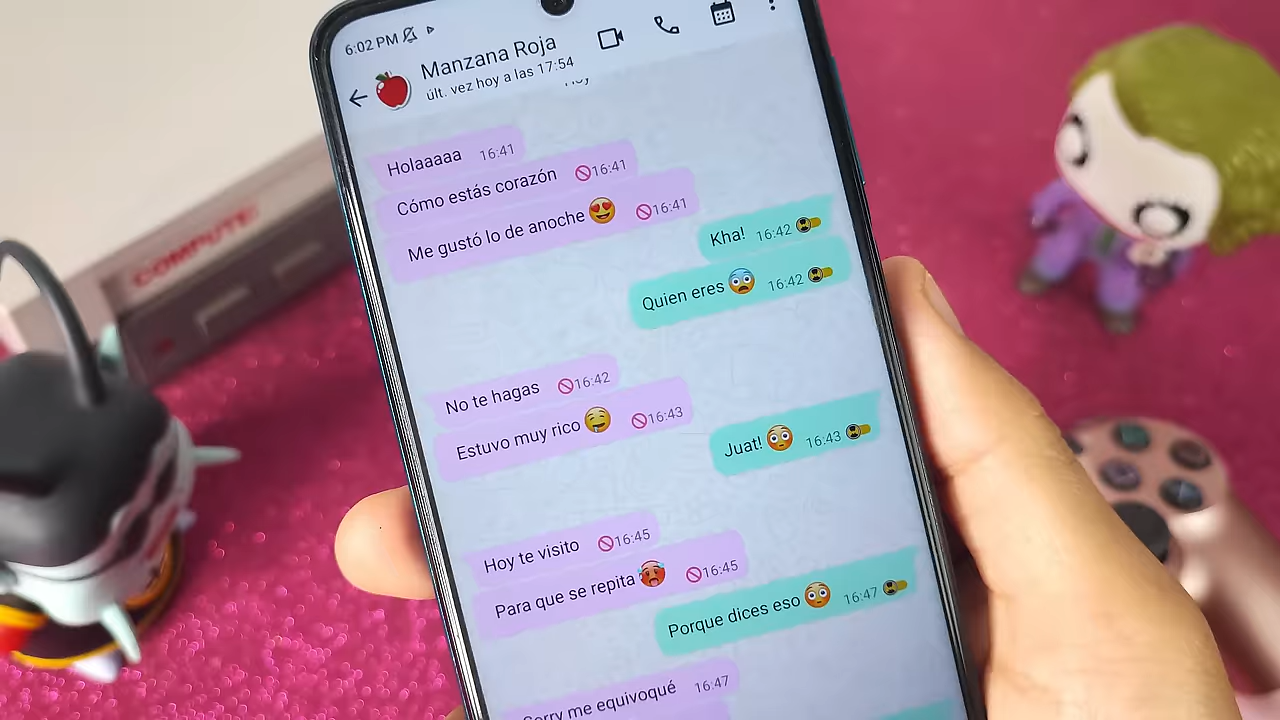 6:02 PM
Manzana Roja
últ. vez hoy a las 17:54
Holaaaaa 16:41
Cómo estás corazón 16:41
Me gustó lo de anoche 😍 16:41
Kha! 16:42
Quien eres 😨 16:42
No te hagas 16:42
Estuvo muy rico 🤤 16:43
Juat! 😳 16:43
Hoy te visito 16:45
Para que se repita 🥵 16:45
Porque dices eso 😳 16:47
Sorry me equivoqué 16:47
COMPUTE